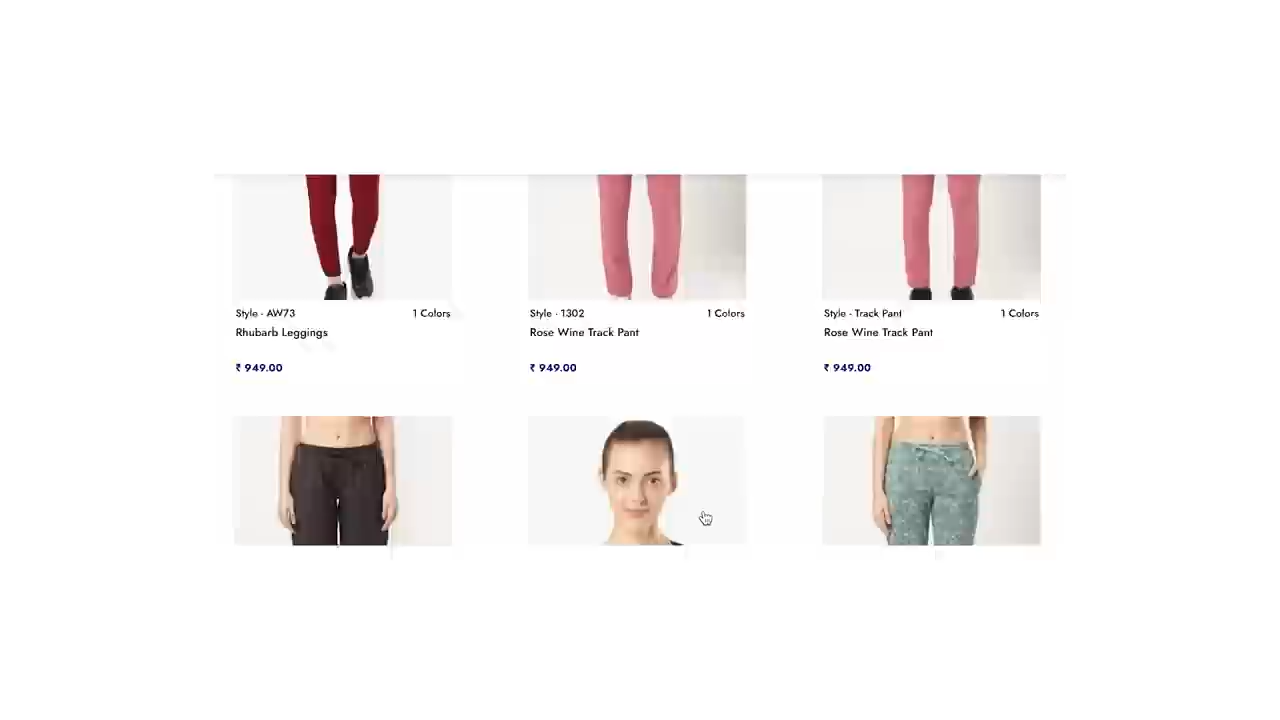 Style - AW73 1 Colors
Rhubarb Leggings
₹ 949.00
Style - 1302 1 Colors
Rose Wine Track Pant
₹ 949.00
Style - Track Pant 1 Colors
Rose Wine Track Pant
₹ 949.00